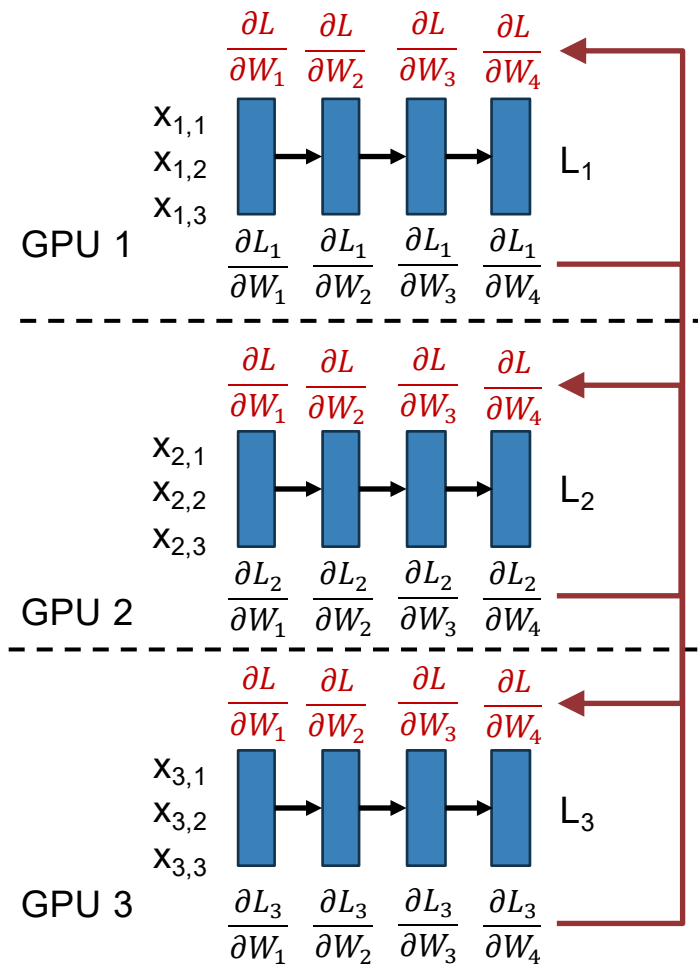 ∂L/∂W₁ ∂L/∂W₂ ∂L/∂W₃ ∂L/∂W₄
x₁,₁
x₁,₂ L₁
x₁,₃
GPU 1
∂L₁/∂W₁ ∂L₁/∂W₂ ∂L₁/∂W₃ ∂L₁/∂W₄
∂L/∂W₁ ∂L/∂W₂ ∂L/∂W₃ ∂L/∂W₄
x₂,₁
x₂,₂ L₂
x₂,₃
∂L₂/∂W₁ ∂L₂/∂W₂ ∂L₂/∂W₃ ∂L₂/∂W₄
GPU 2
∂L/∂W₁ ∂L/∂W₂ ∂L/∂W₃ ∂L/∂W₄
x₃,₁
x₃,₂ L₃
x₃,₃
GPU 3
∂L₃/∂W₁ ∂L₃/∂W₂ ∂L₃/∂W₃ ∂L₃/∂W₄